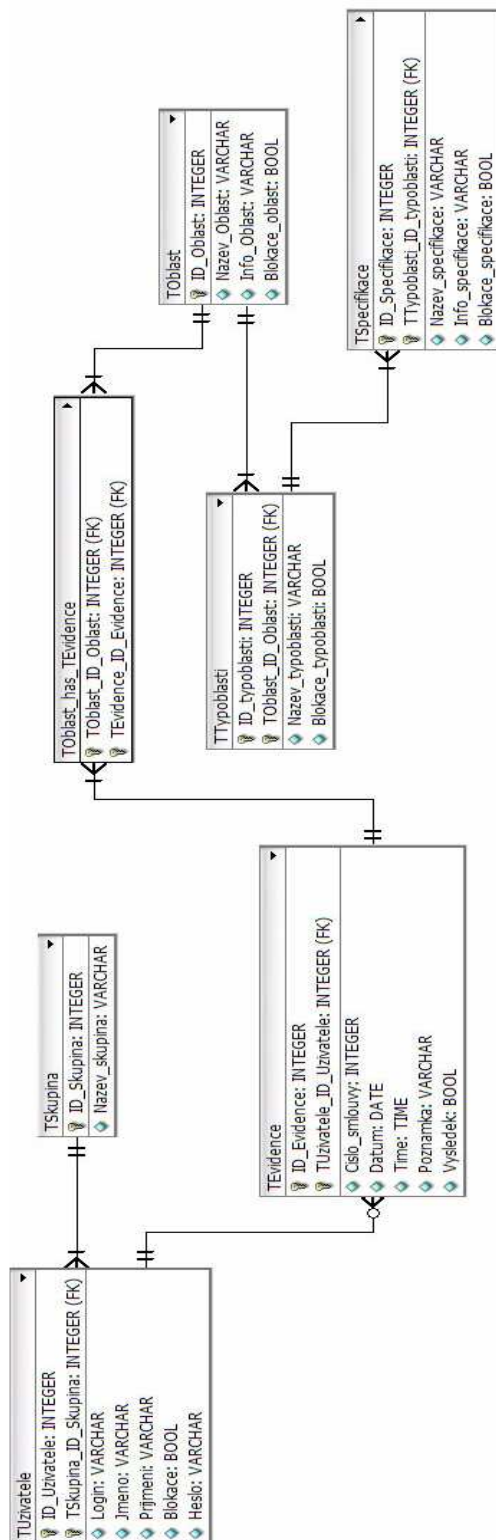 TUzivatele
ID_Uzivatele: INTEGER
TSkupina_ID_Skupina: INTEGER (FK)
Login: VARCHAR
Jmeno: VARCHAR
Prijmeni: VARCHAR
Blokace: BOOL
Heslo: VARCHAR
TSkupina
ID_Skupina: INTEGER
Nazev_skupina: VARCHAR
TEvidence
ID_Evidence: INTEGER
TUzivatele_ID_Uzivatele: INTEGER (FK)
Cislo_smlouvy: INTEGER
Datum: DATE
Time: TIME
Poznamka: VARCHAR
Vysledek: BOOL
TOblast_has_TEvidence
TOblast_ID_Oblast: INTEGER (FK)
TEvidence_ID_Evidence: INTEGER (FK)
TTypoblasti
ID_typoblasti: INTEGER
TOblast_ID_Oblast: INTEGER (FK)
Nazev_typoblasti: VARCHAR
Blokace_typoblasti: BOOL
TOblast
ID_Oblast: INTEGER
Nazev_Oblast: VARCHAR
Info_Oblast: VARCHAR
Blokace_oblast: BOOL
TSpecifikace
ID_Specifikace: INTEGER
TTypoblasti_ID_typoblasti: INTEGER (FK)
Nazev_specifikace: VARCHAR
Info_specifikace: VARCHAR
Blokace_specifikace: BOOL